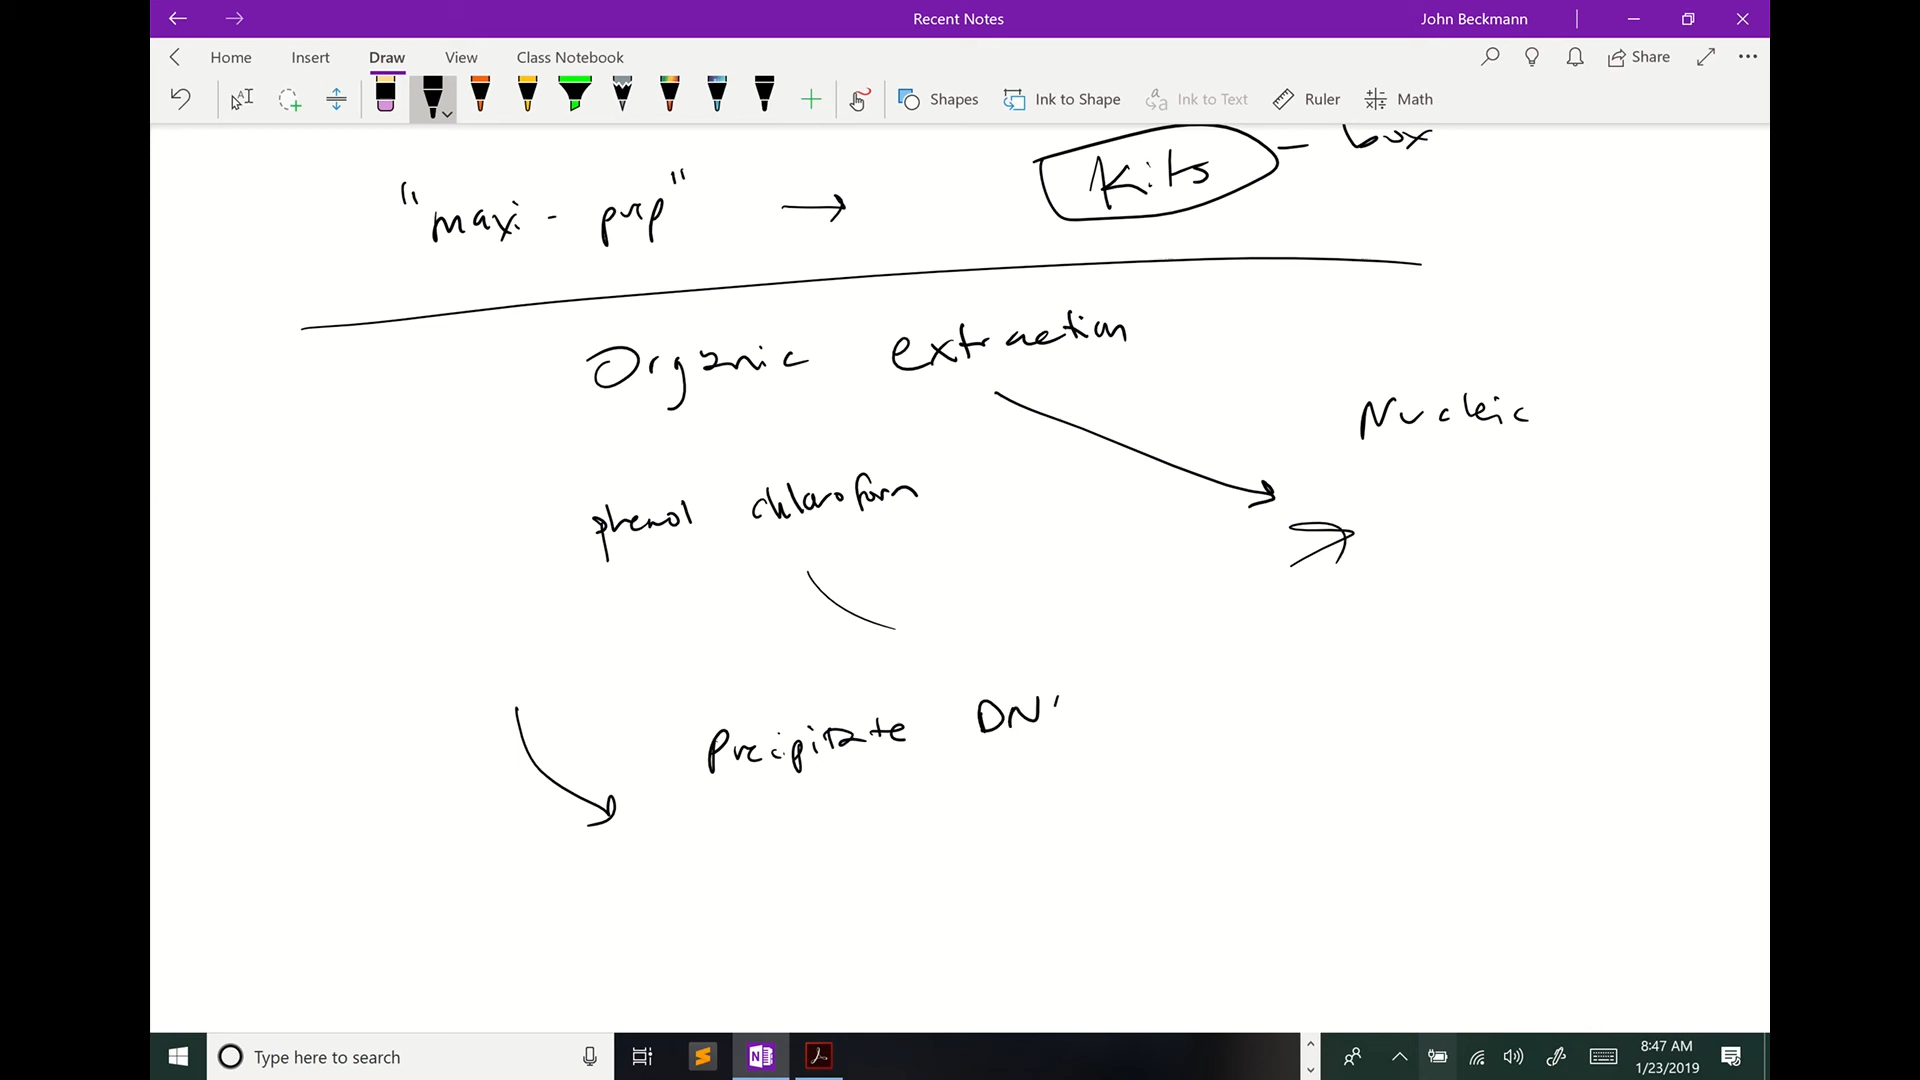 Recent Notes
John Beckmann
Home Insert Draw View Class Notebook
Share
Shapes Ink to Shape Ink to Text Ruler Math
Kits - box
"maxi - prep" →
Organic extraction
Nucleic
phenol chloroform
Precipitate DN'
Type here to search
8:47 AM
1/23/2019